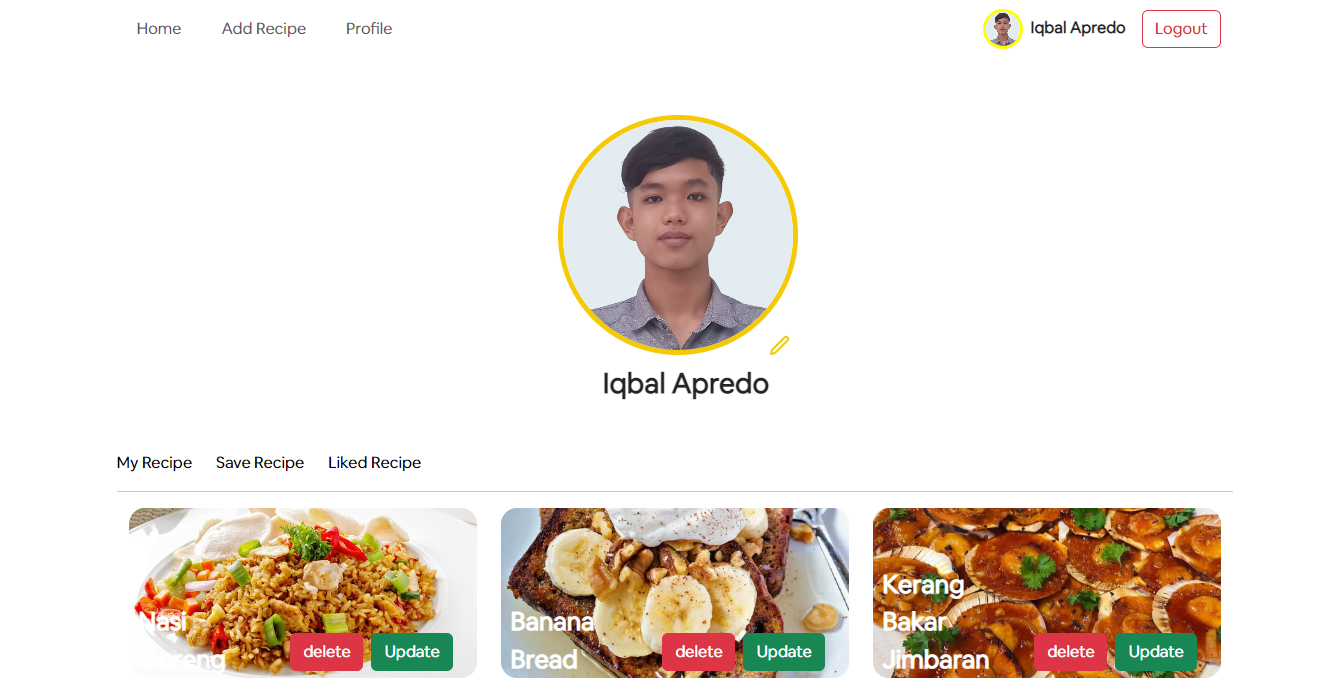 Home Add Recipe Profile Iqbal Apredo Logout
Iqbal Apredo
My Recipe Save Recipe Liked Recipe
Nasi
Goreng
delete Update
Banana
Bread
delete Update
Kerang
Bakar
Jimbaran
delete Update